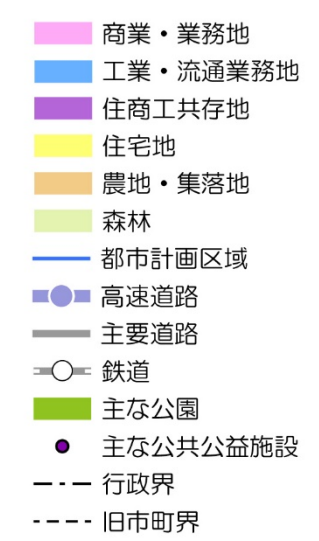 商業・業務地
工業・流通業務地
住商工共存地
住宅地
農地・集落地
森林
都市計画区域
高速道路
主要道路
鉄道
主な公園
主な公共公益施設
行政界
旧市町界